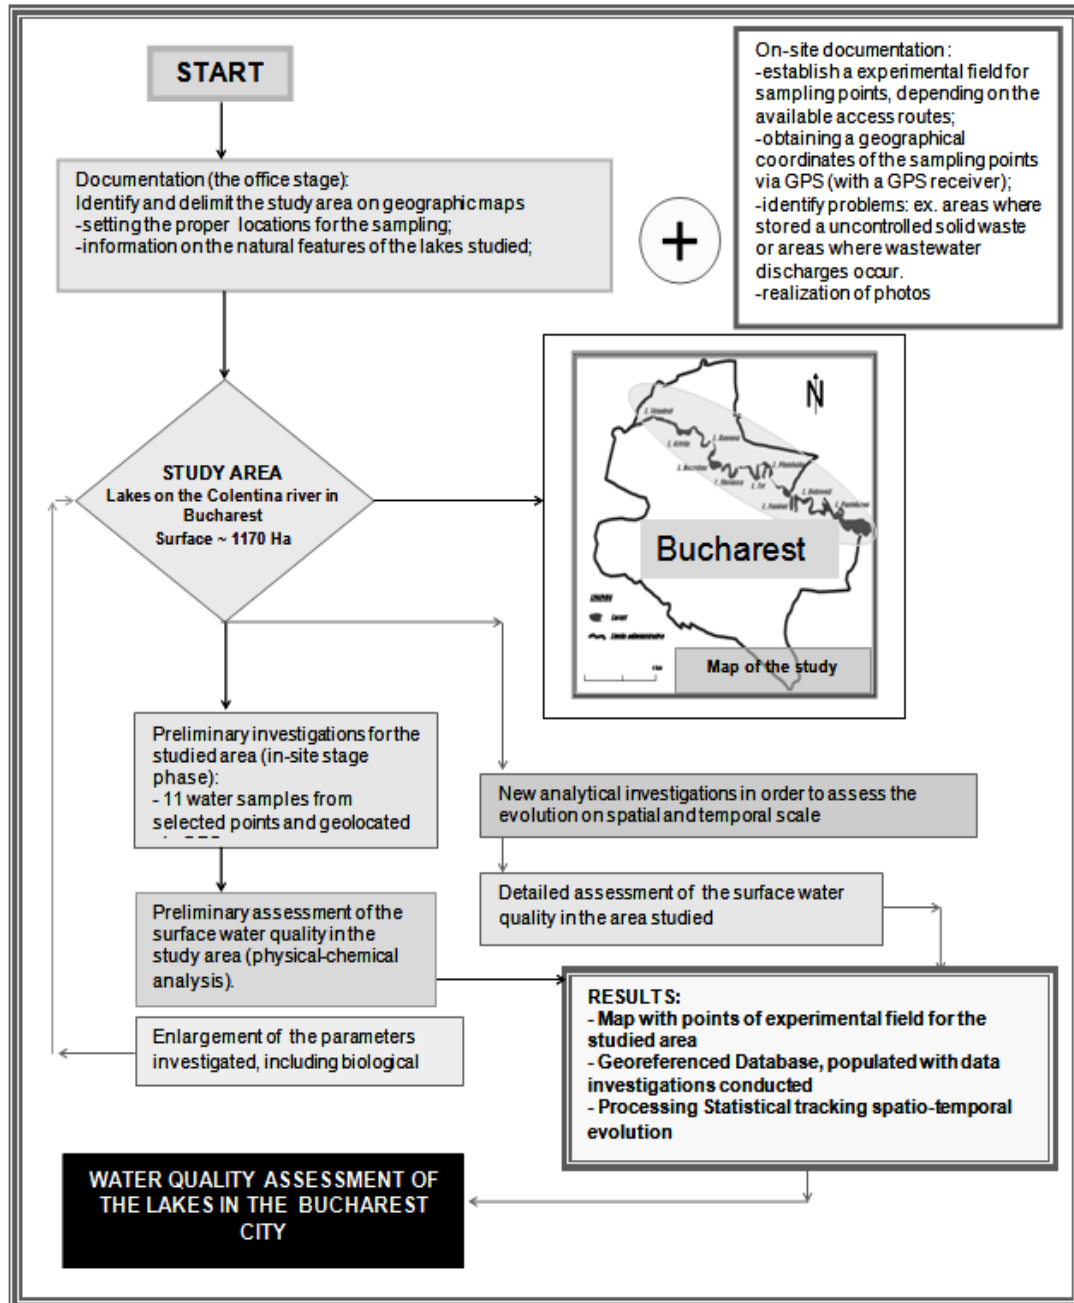 START
On-site documentation :
-establish a experimental field for
sampling points, depending on the
available access routes;
-obtaining a geographical
coordinates of the sampling points
via GPS (with a GPS receiver);
-identify problems: ex. areas where
stored a uncontrolled solid waste
or areas where wastewater
discharges occur.
-realization of photos
Documentation (the office stage):
Identify and delimit the study area on geographic maps
-setting the proper locations for the sampling;
-information on the natural features of the lakes studied;
+
STUDY AREA
Lakes on the Colentina river in
Bucharest
Surface ~ 1170 Ha
N
Bucharest
Map of the study
Preliminary investigations for the
studied area (in-site stage
phase):
- 11 water samples from
selected points and geolocated
New analytical investigations in order to assess the
evolution on spatial and temporal scale
Detailed assessment of the surface water
quality in the area studied
Preliminary assessment of the
surface water quality in the
study area (physical-chemical
analysis).
Enlargement of the parameters
investigated, including biological
RESULTS:
- Map with points of experimental field for the
studied area
- Georeferenced Database, populated with data
investigations conducted
- Processing Statistical tracking spatio-temporal
evolution
WATER QUALITY ASSESSMENT OF
THE LAKES IN THE BUCHAREST
CITY